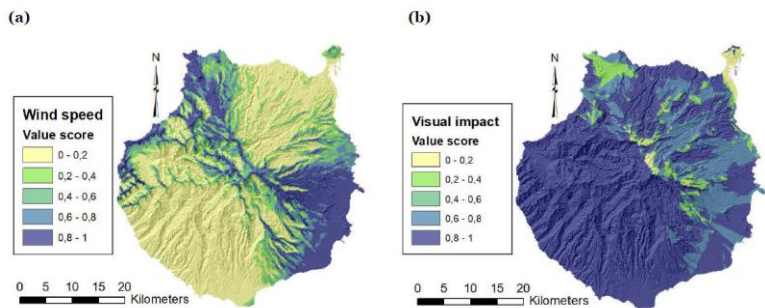 (a)
N
Wind speed
Value score
0 - 0,2
0,2 - 0,4
0,4 - 0,6
0,6 - 0,8
0,8 - 1
0 5 10 15 20
Kilometers
(b)
N
Visual impact
Value score
0 - 0,2
0,2 - 0,4
0,4 - 0,6
0,6 - 0,8
0,8 - 1
0 5 10 15 20
Kilometers